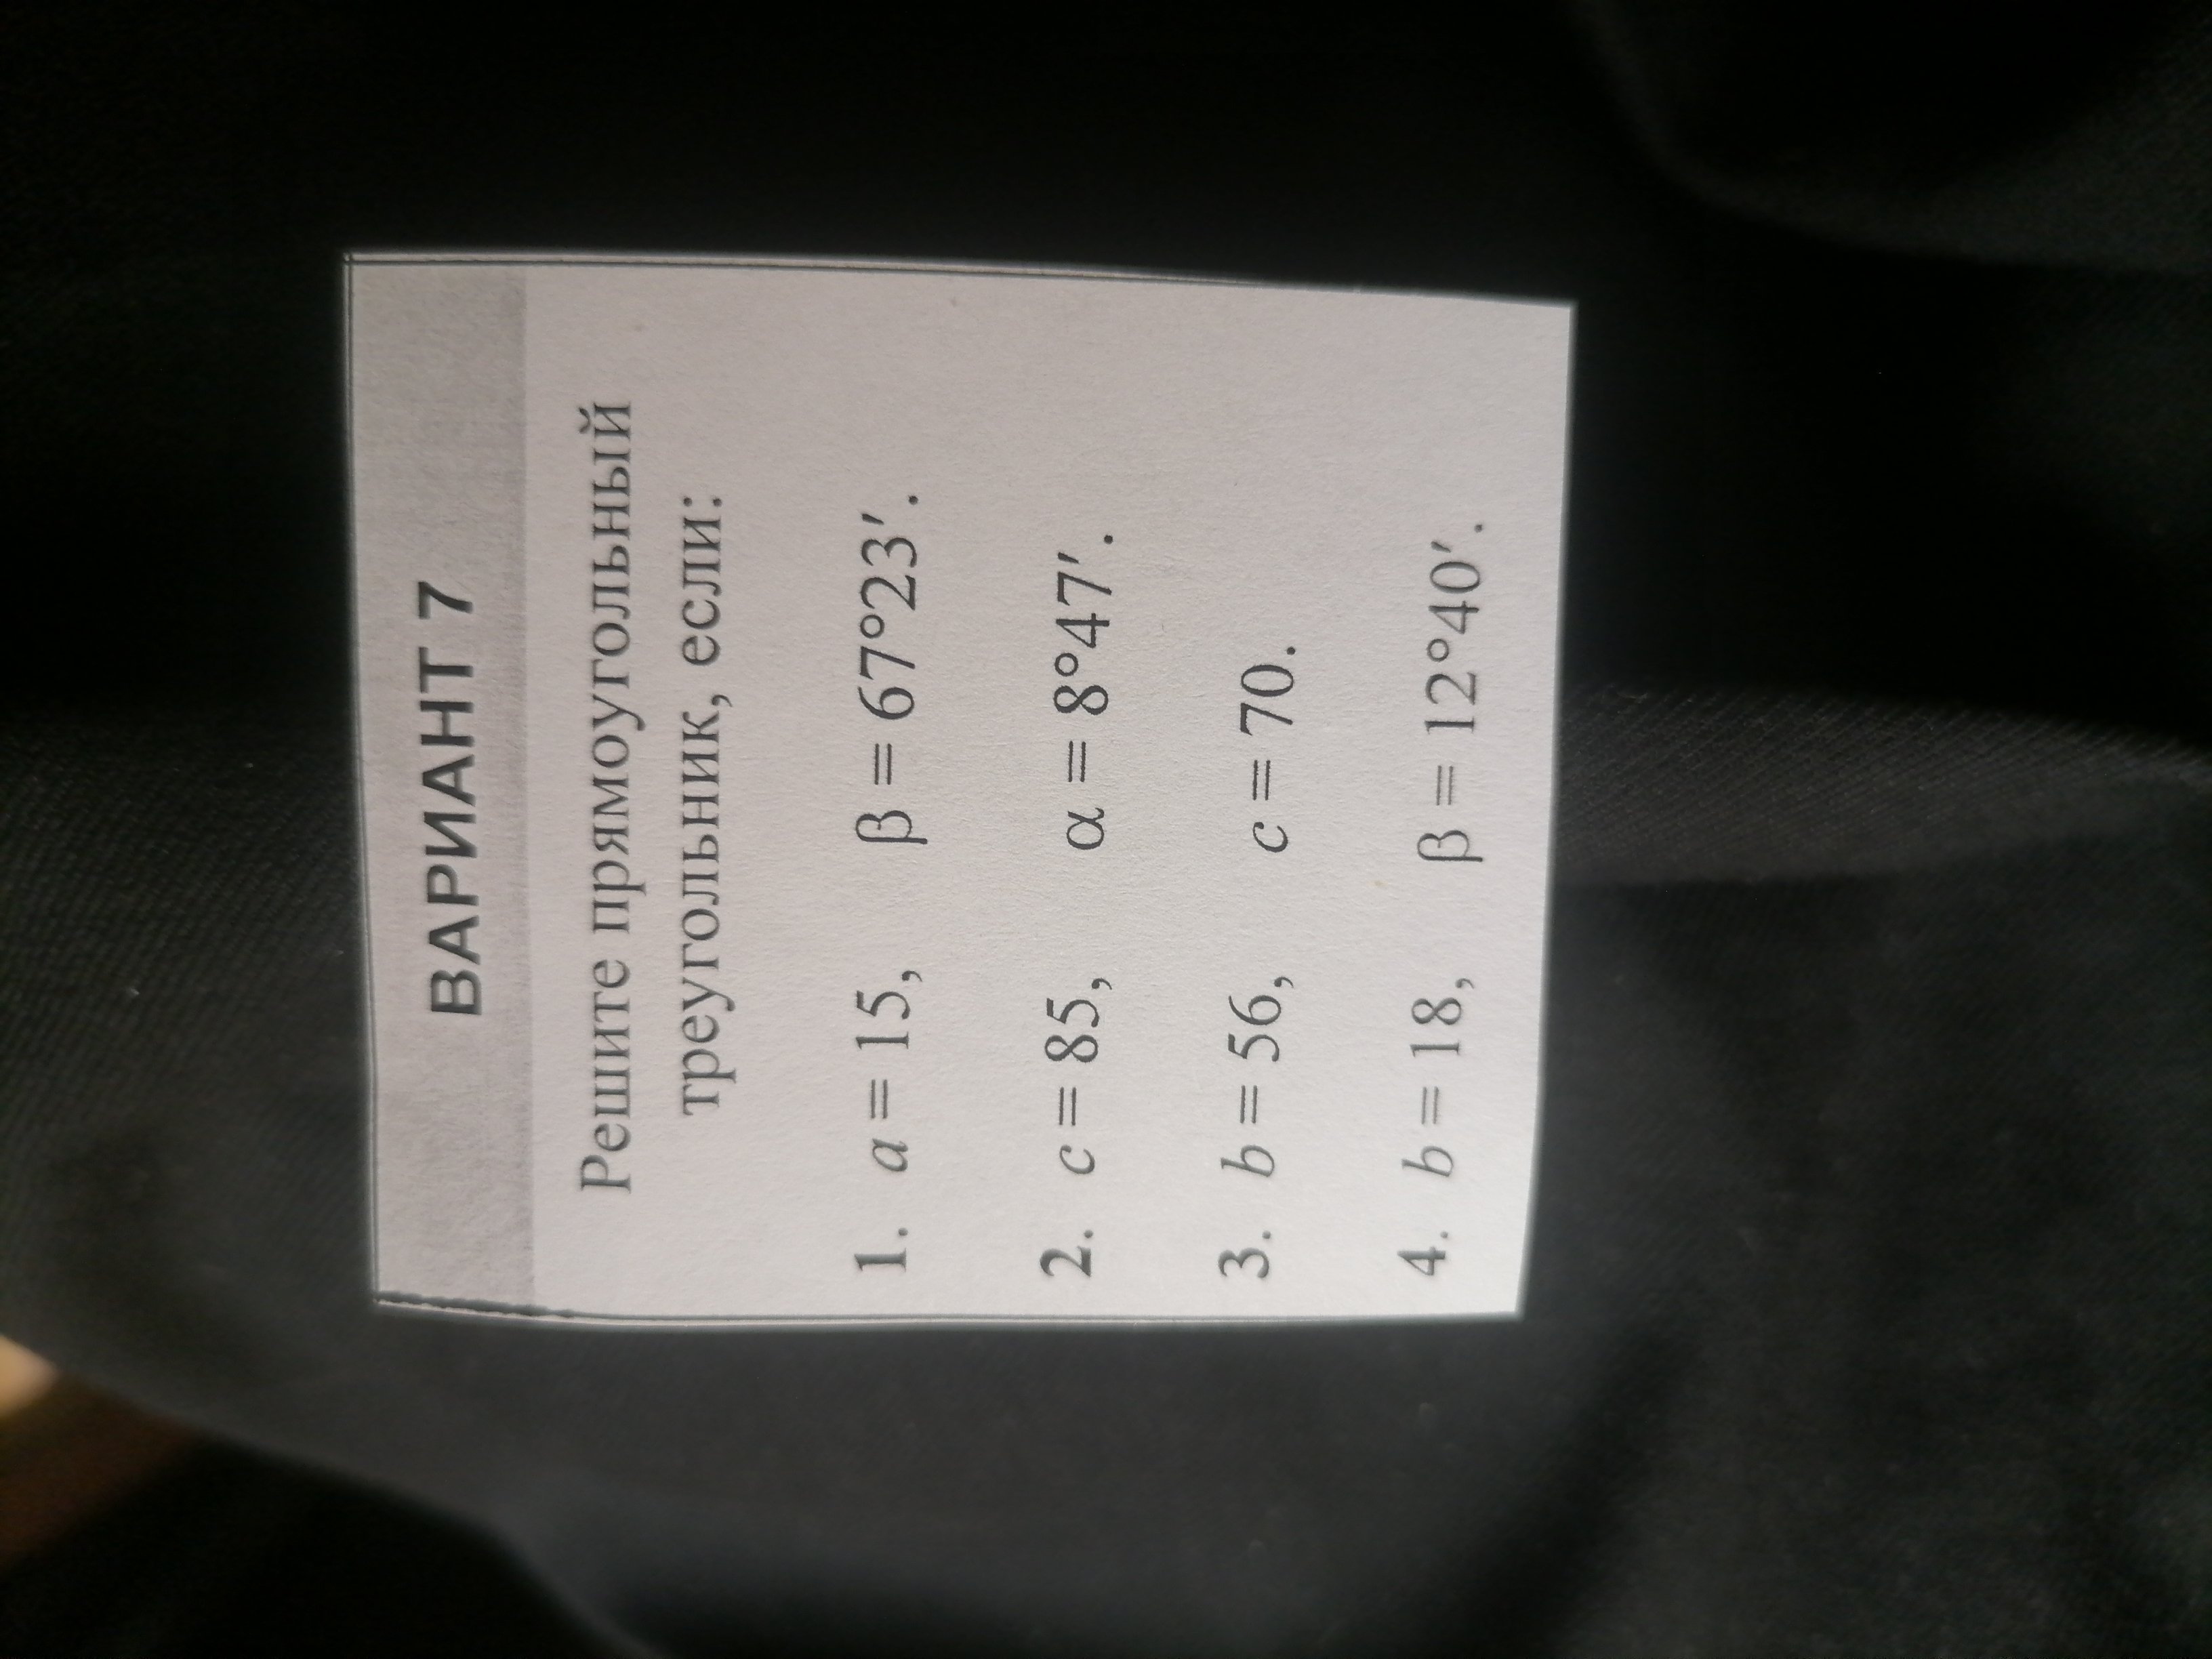 ВАРИАНТ 7
Решите прямоугольный
треугольник, если:
1. a = 15, β = 67°23′.
2. c = 85, α = 8°47′.
3. b = 56, c = 70.
4. b = 18, β = 12°40′.